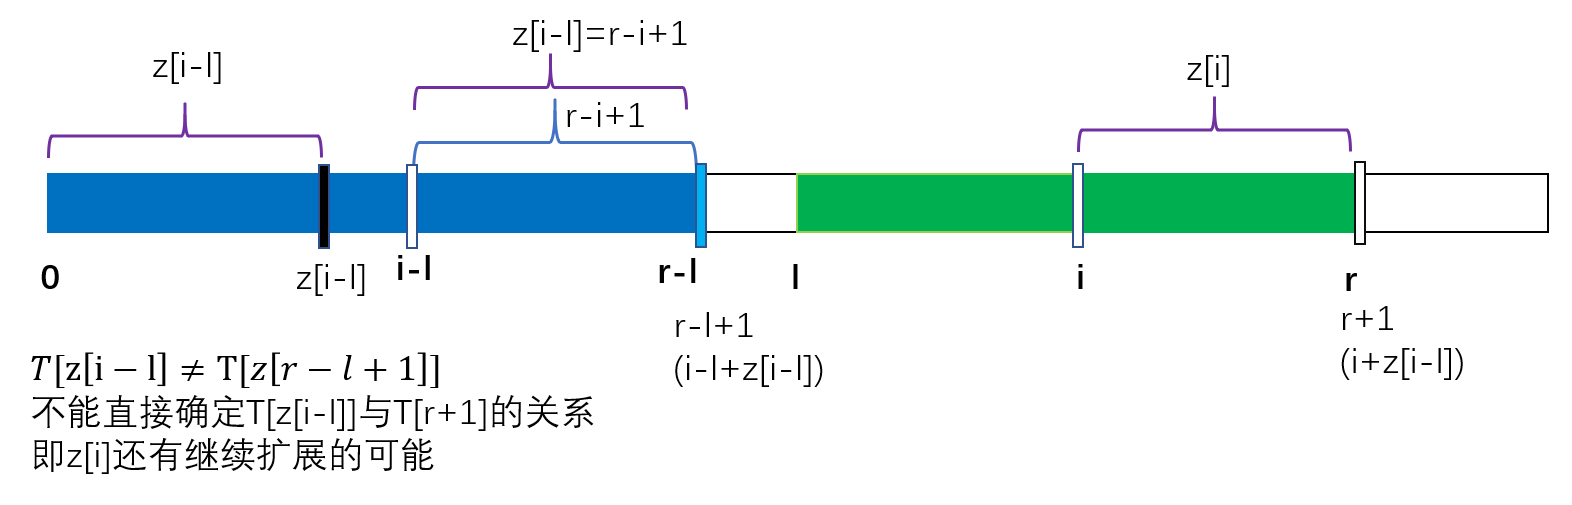 z[i-l]=r-i+1
z[i-l]
z[i]
r-i+1
0
z[i-l]
i-l
r-l
l
i
r
r-l+1
(i-l+z[i-l])
r+1
(i+z[i-l])
T[z[i − l] ≠ T[z[r − l + 1]]
不能直接确定T[z[i-l]]与T[r+1]的关系
即z[i]还有继续扩展的可能